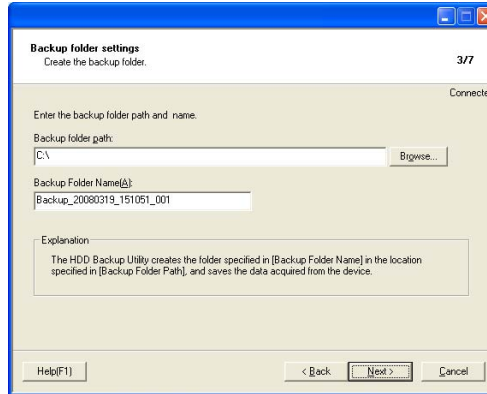 Backup folder settings
Create the backup folder.
3/7
Connecte
Enter the backup folder path and name.
Backup folder path:
C:\
Browse...
Backup Folder Name(A):
Backup_20080319_151051_001
Explanation
The HDD Backup Utility creates the folder specified in [Backup Folder Name] in the location
specified in [Backup Folder Path], and saves the data acquired from the device.
Help(F1)
< Back
Next >
Cancel